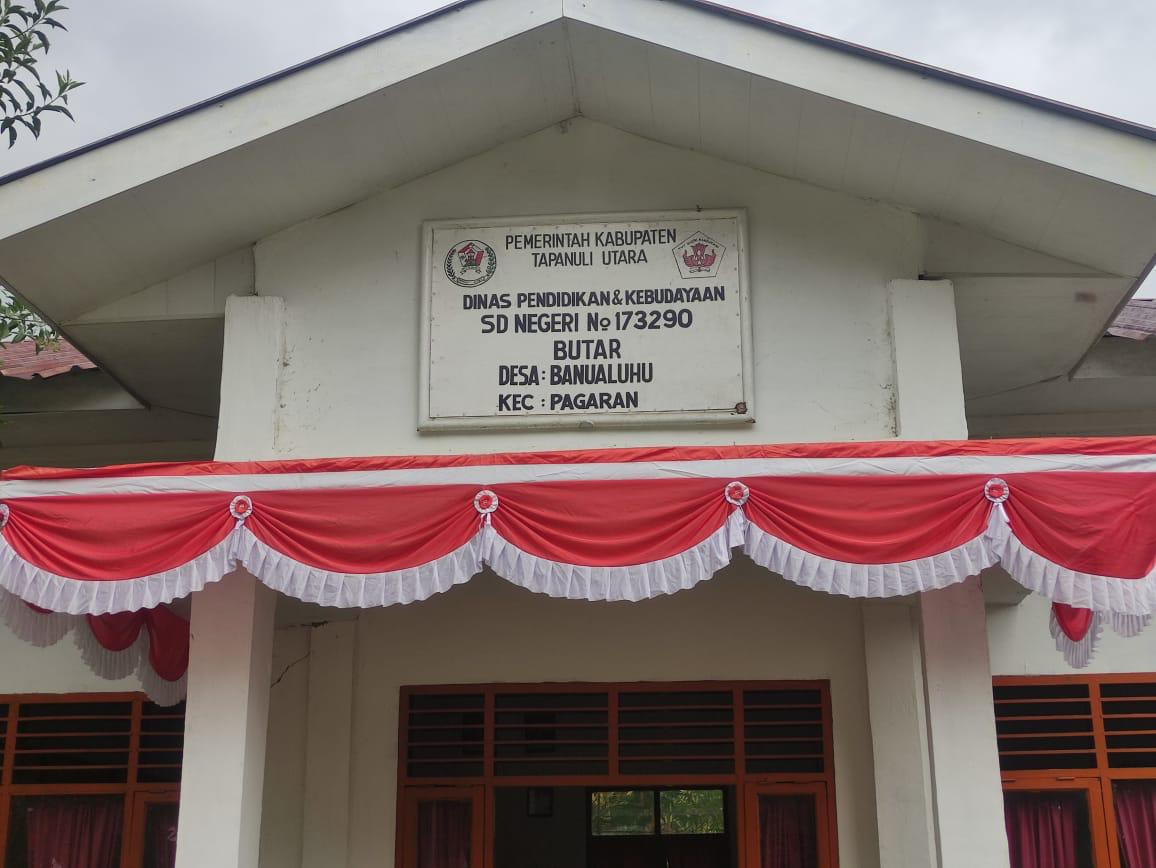 PEMERINTAH KABUPATEN
TAPANULI UTARA
DINAS PENDIDIKAN & KEBUDAYAAN
SD NEGERI No 173290
BUTAR
DESA : BANUALUHU
KEC : PAGARAN